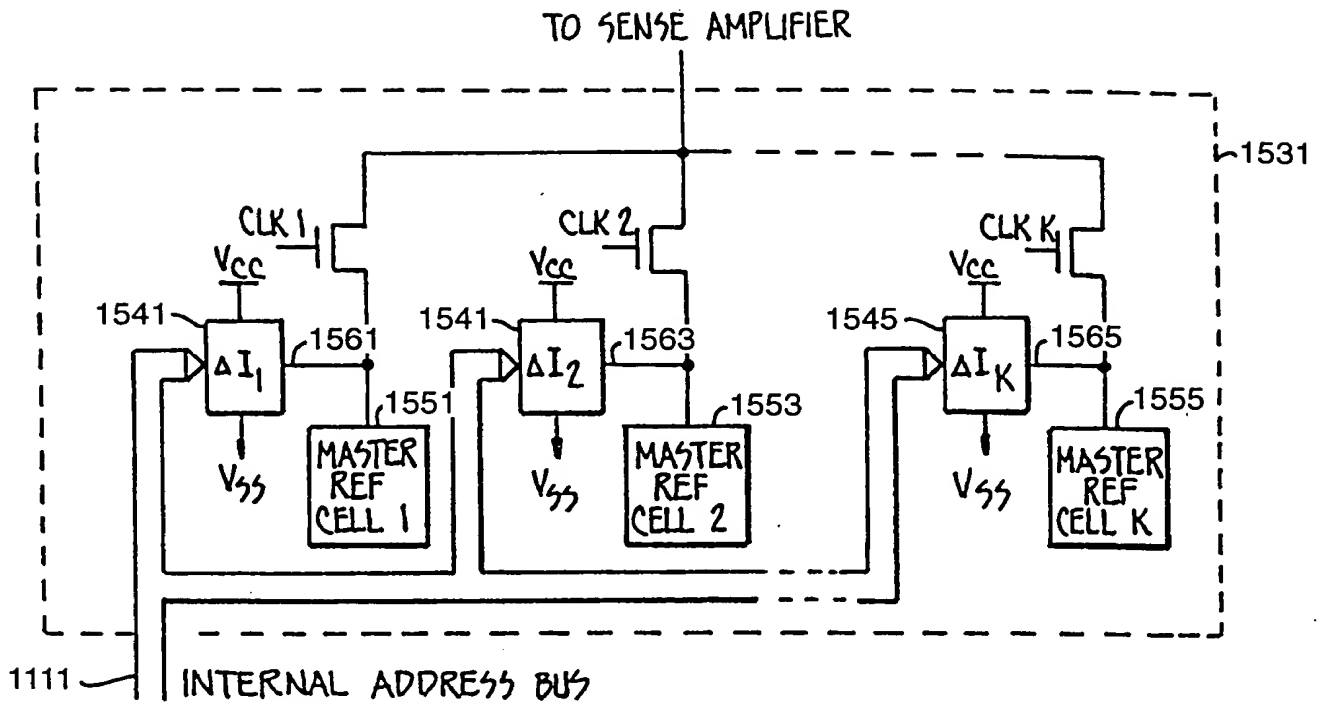 TO SENSE AMPLIFIER
1531
CLK 1
CLK 2
CLK K
VCC
VCC
VCC
1541
1561
1541
1563
1545
1565
ΔI1
ΔI2
ΔIK
1551
1553
1555
VSS
VSS
VSS
MASTER
REF
CELL 1
MASTER
REF
CELL 2
MASTER
REF
CELL K
1111
INTERNAL ADDRESS BUS